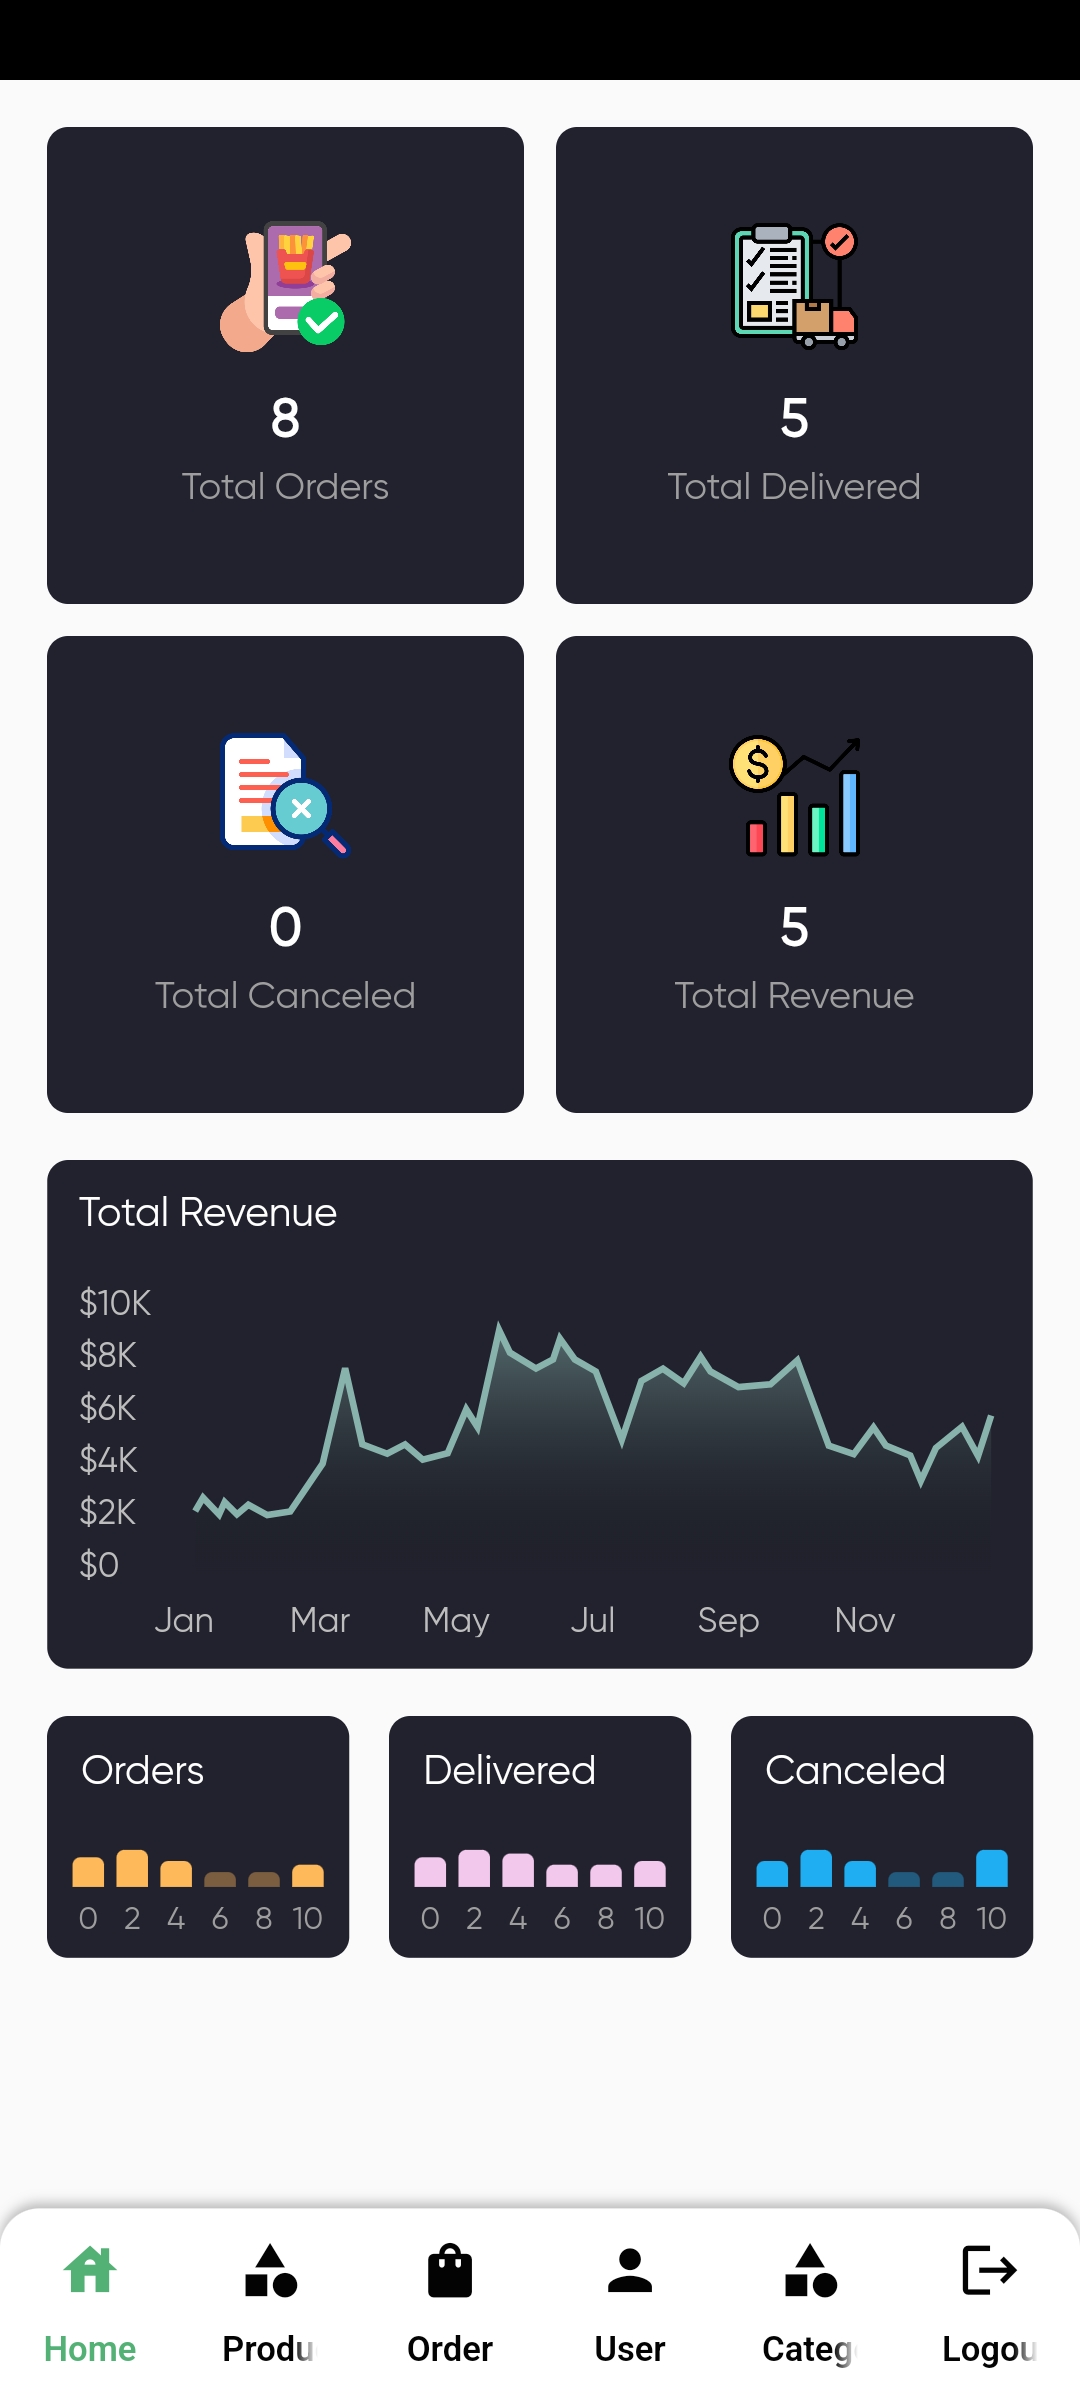 8
Total Orders
5
Total Delivered
0
Total Canceled
$
5
Total Revenue
Total Revenue
$10K
$8K
$6K
$4K
$2K
$0
Jan Mar May Jul Sep Nov
Orders
0 2 4 6 8 10
Delivered
0 2 4 6 8 10
Canceled
0 2 4 6 8 10
Home Produ Order User Categ Logou